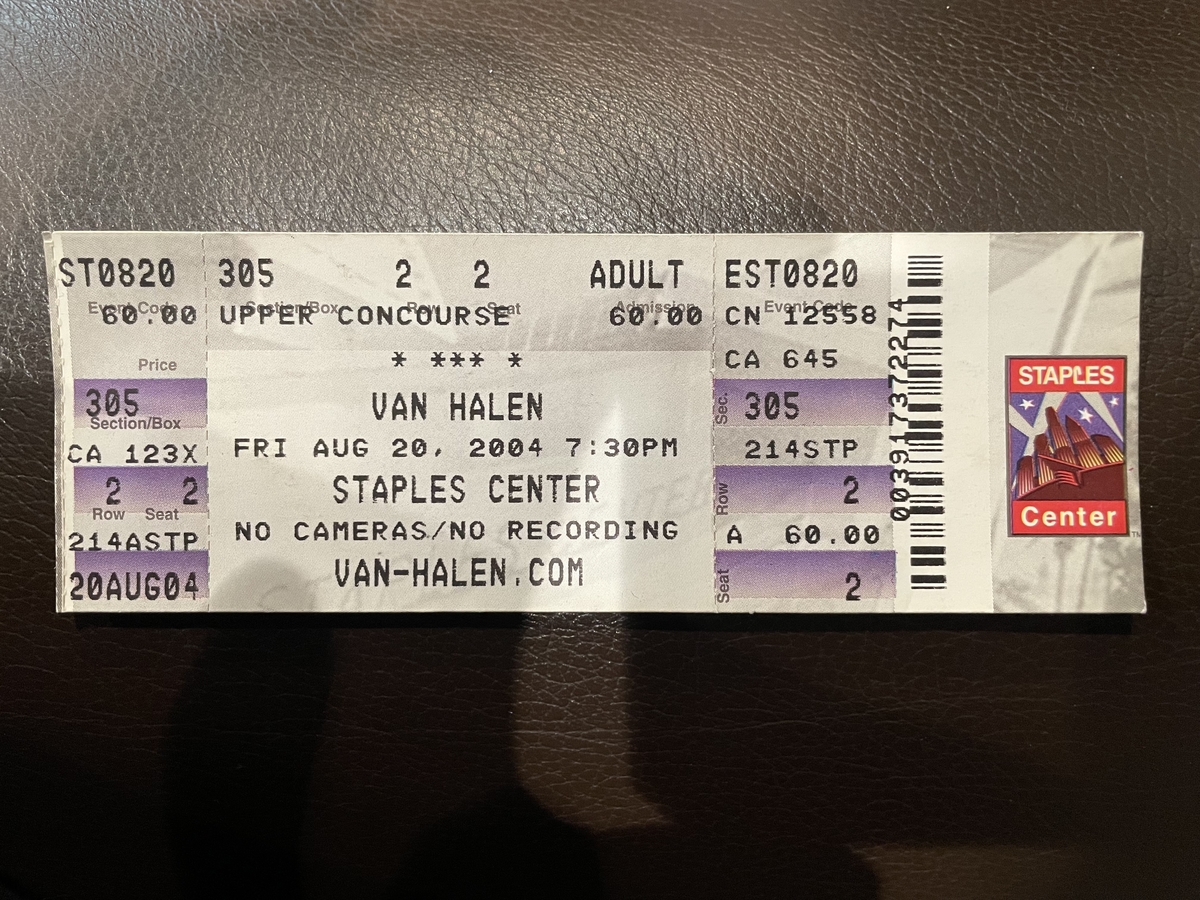 ST0820
Event Code
60.00
Price
305
Section/Box
CA 123X
2 2
Row Seat
214ASTP
20AUG04
305 2 2 ADULT
Section/Box Row Seat Admission
UPPER CONCOURSE 60.00
* *** *
VAN HALEN
FRI AUG 20, 2004 7:30PM
STAPLES CENTER
NO CAMERAS/NO RECORDING
VAN-HALEN.COM
EST0820
Event Code
CN 12558
CA 645
Sec. 305
214STP
Row 2
A 60.00
Seat 2
003917372274
STAPLES
Center
TM